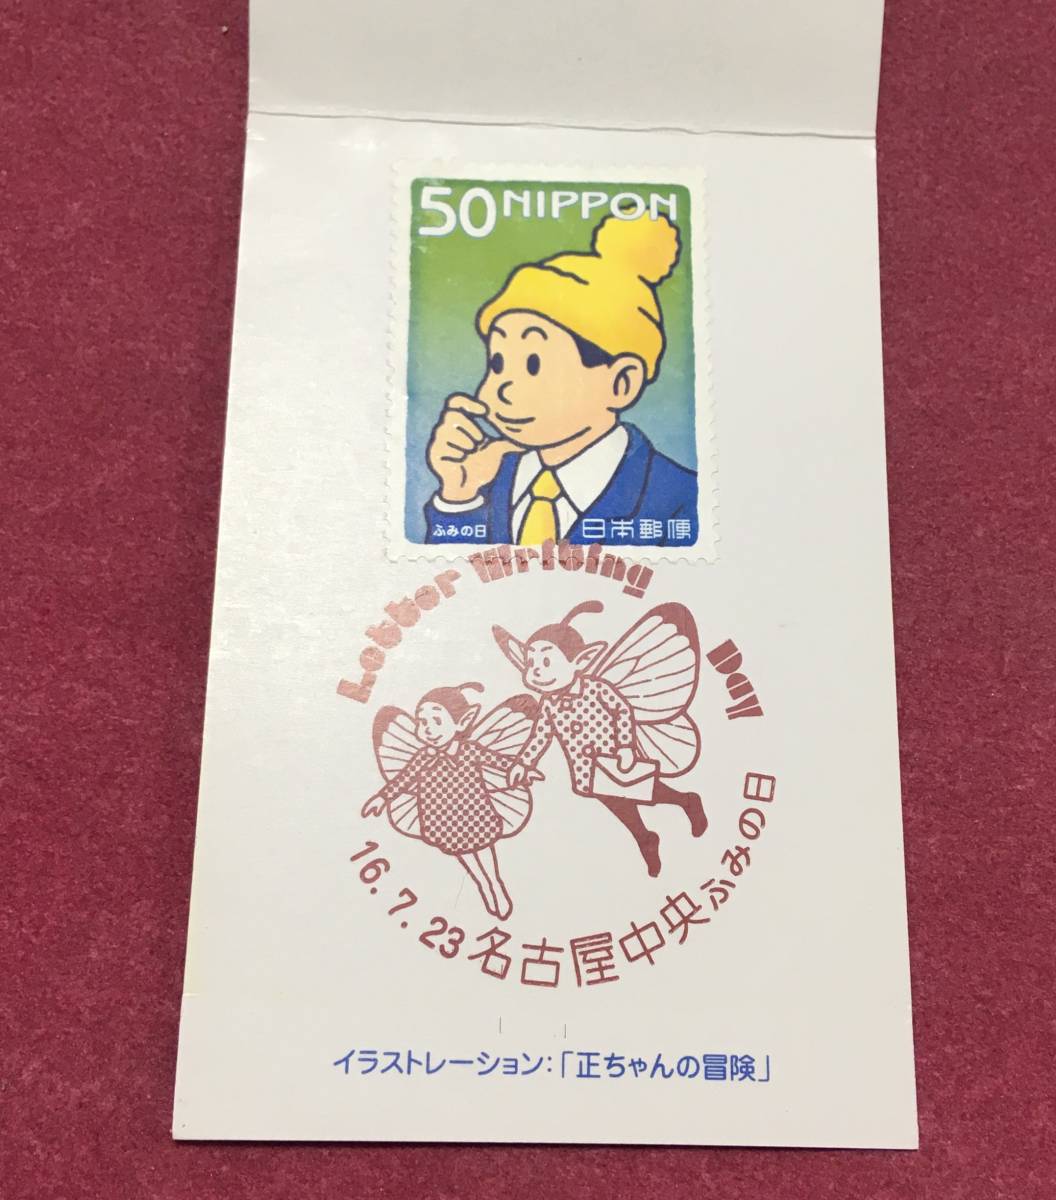 50 NIPPON
ふみの日 日本郵便
Letter Writing Day
16.7.23 名古屋中央 ふみの日
イラストレーション:「正ちゃんの冒険」